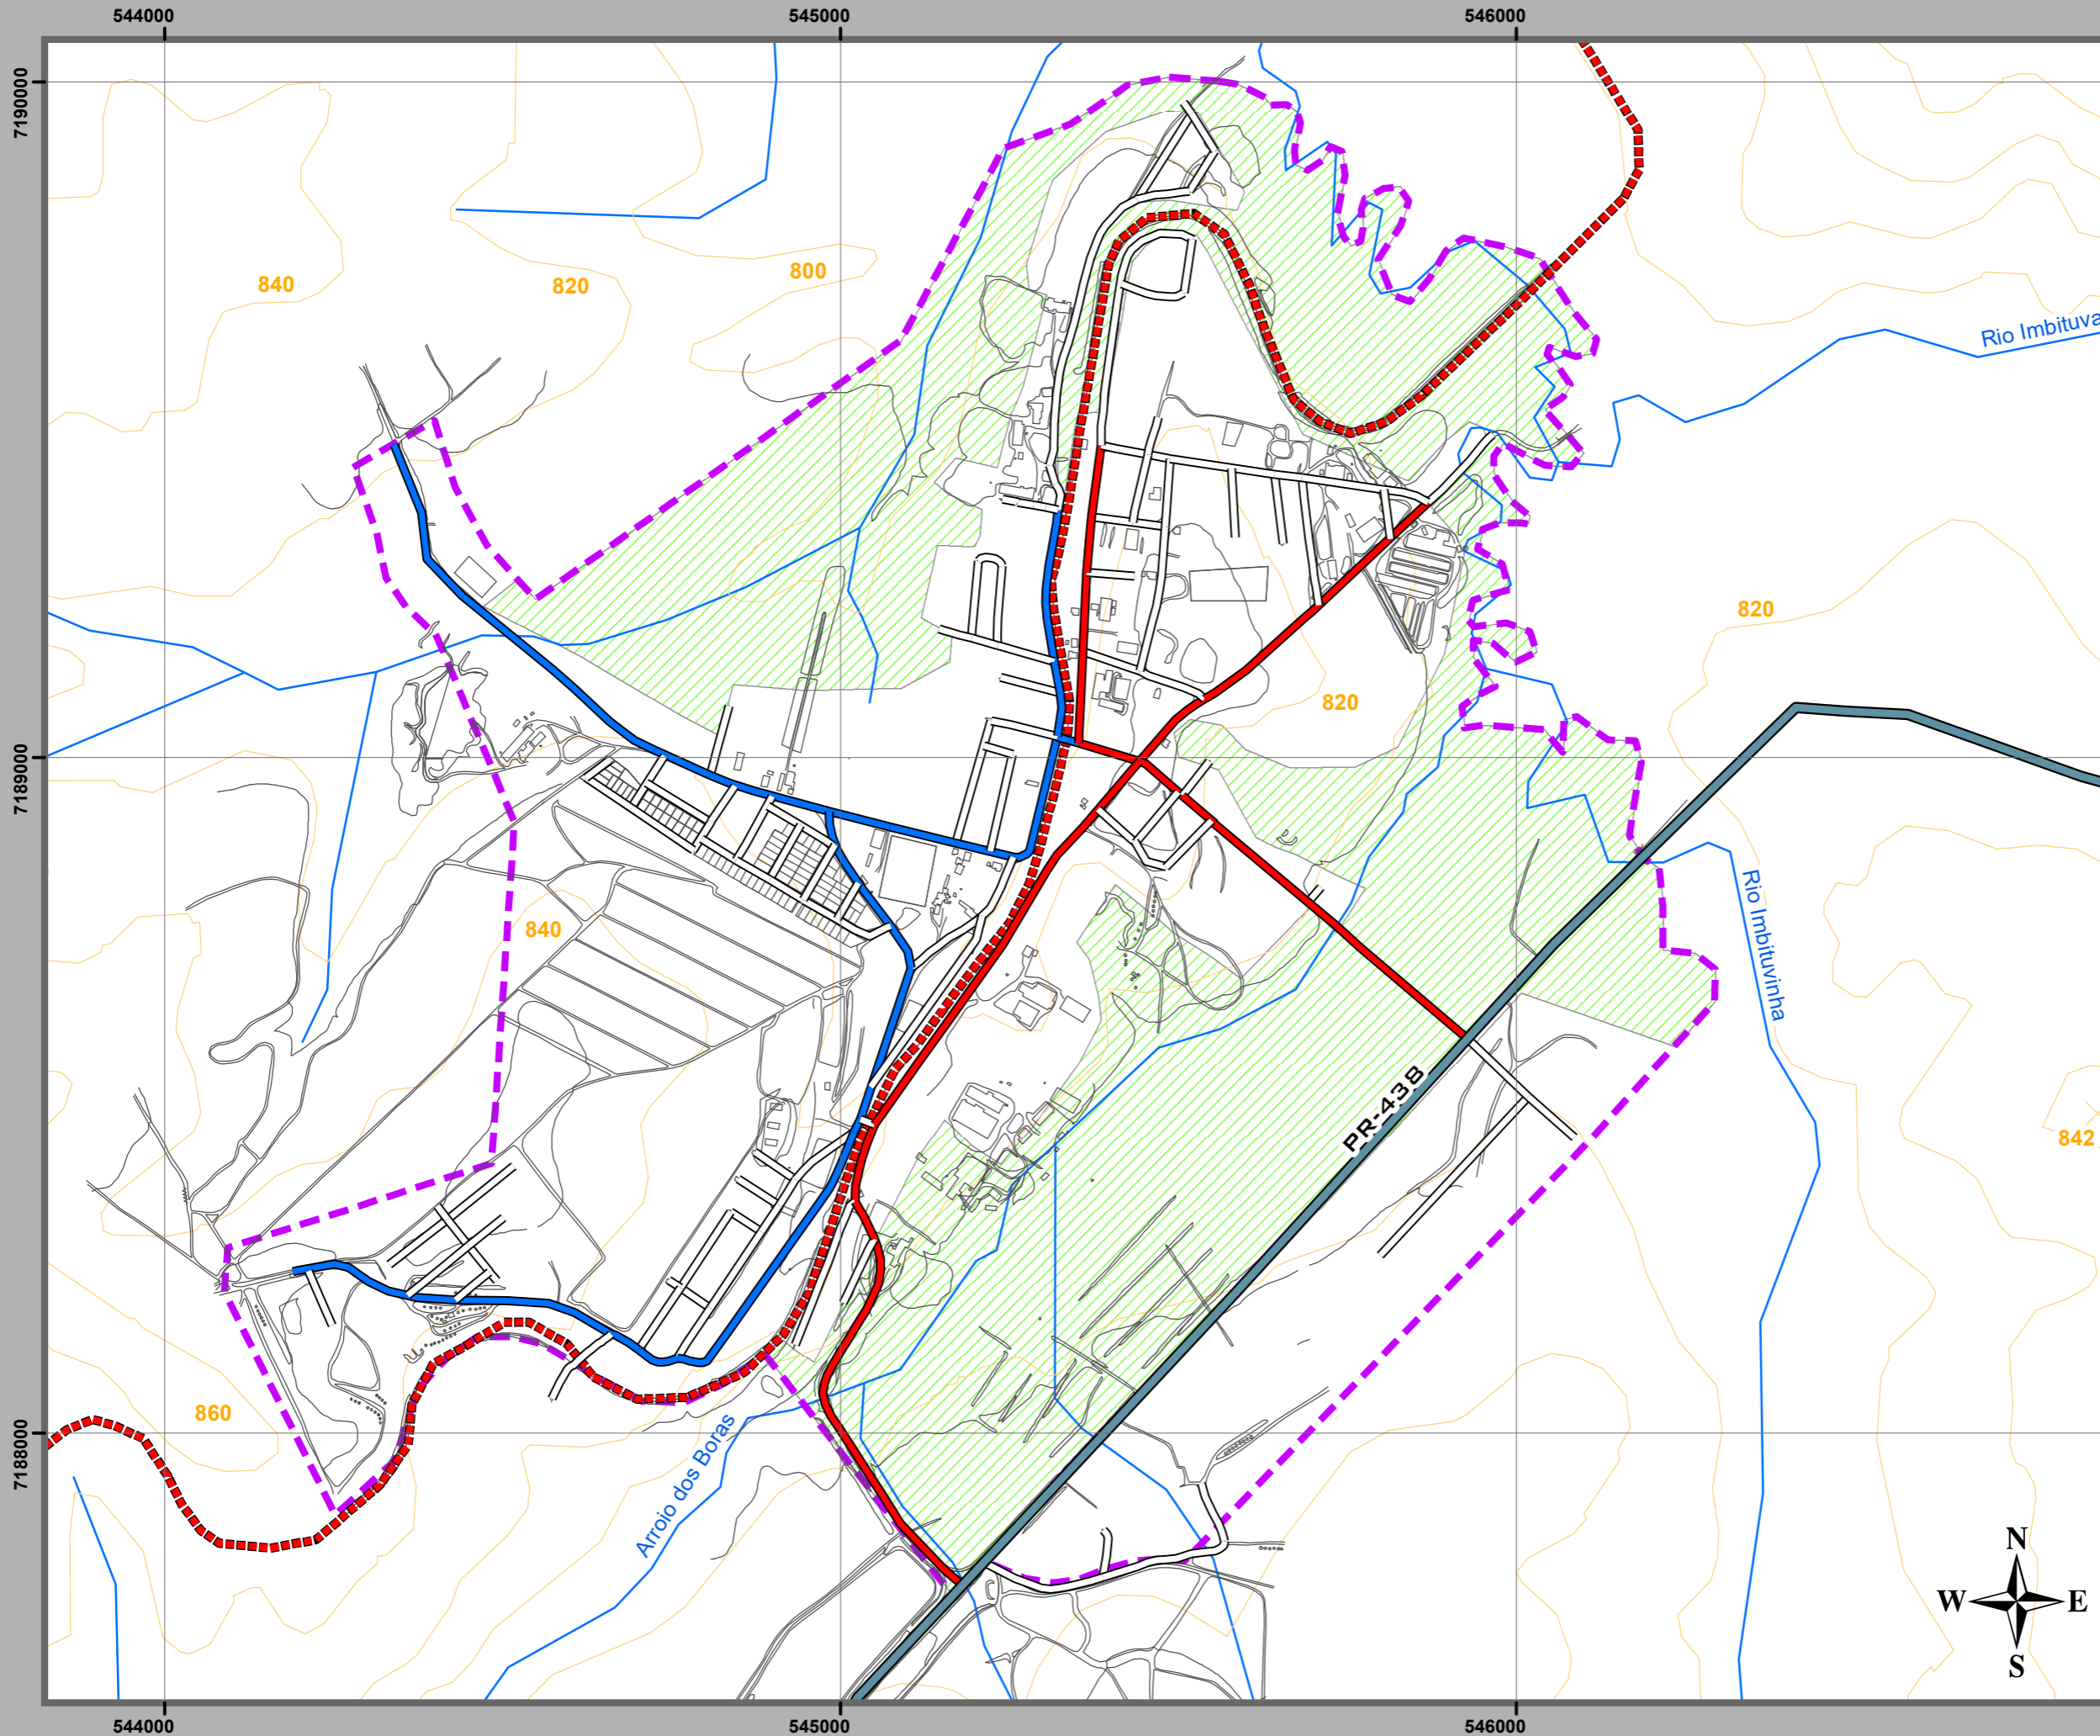 544000
545000
546000
7190000
840
820
800
Rio Imbituva
820
820
7189000
840
Rio Imbituvinha
PR-438
842
860
7188000
Arroio dos Boras
N
W
E
S
544000
545000
546000